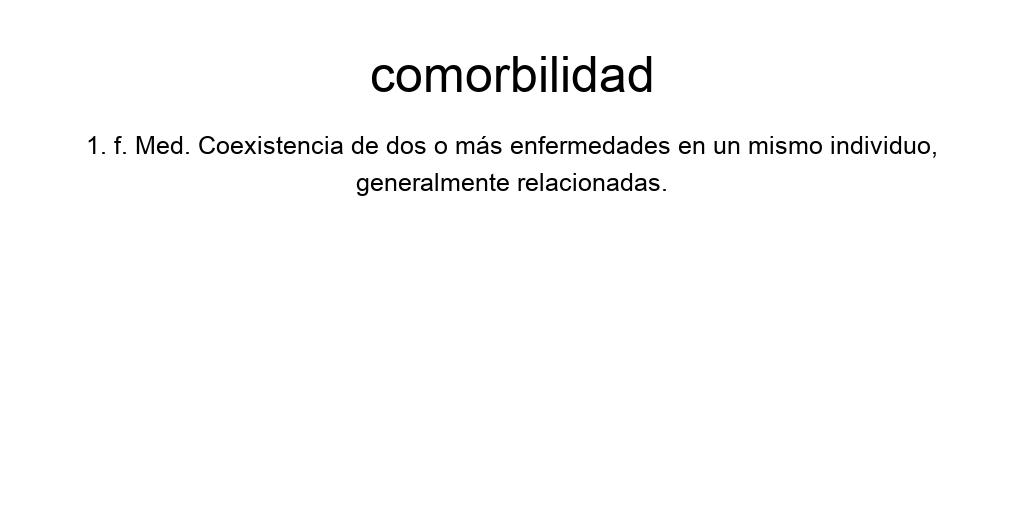 comorbilidad
1. f. Med. Coexistencia de dos o más enfermedades en un mismo individuo,
generalmente relacionadas.